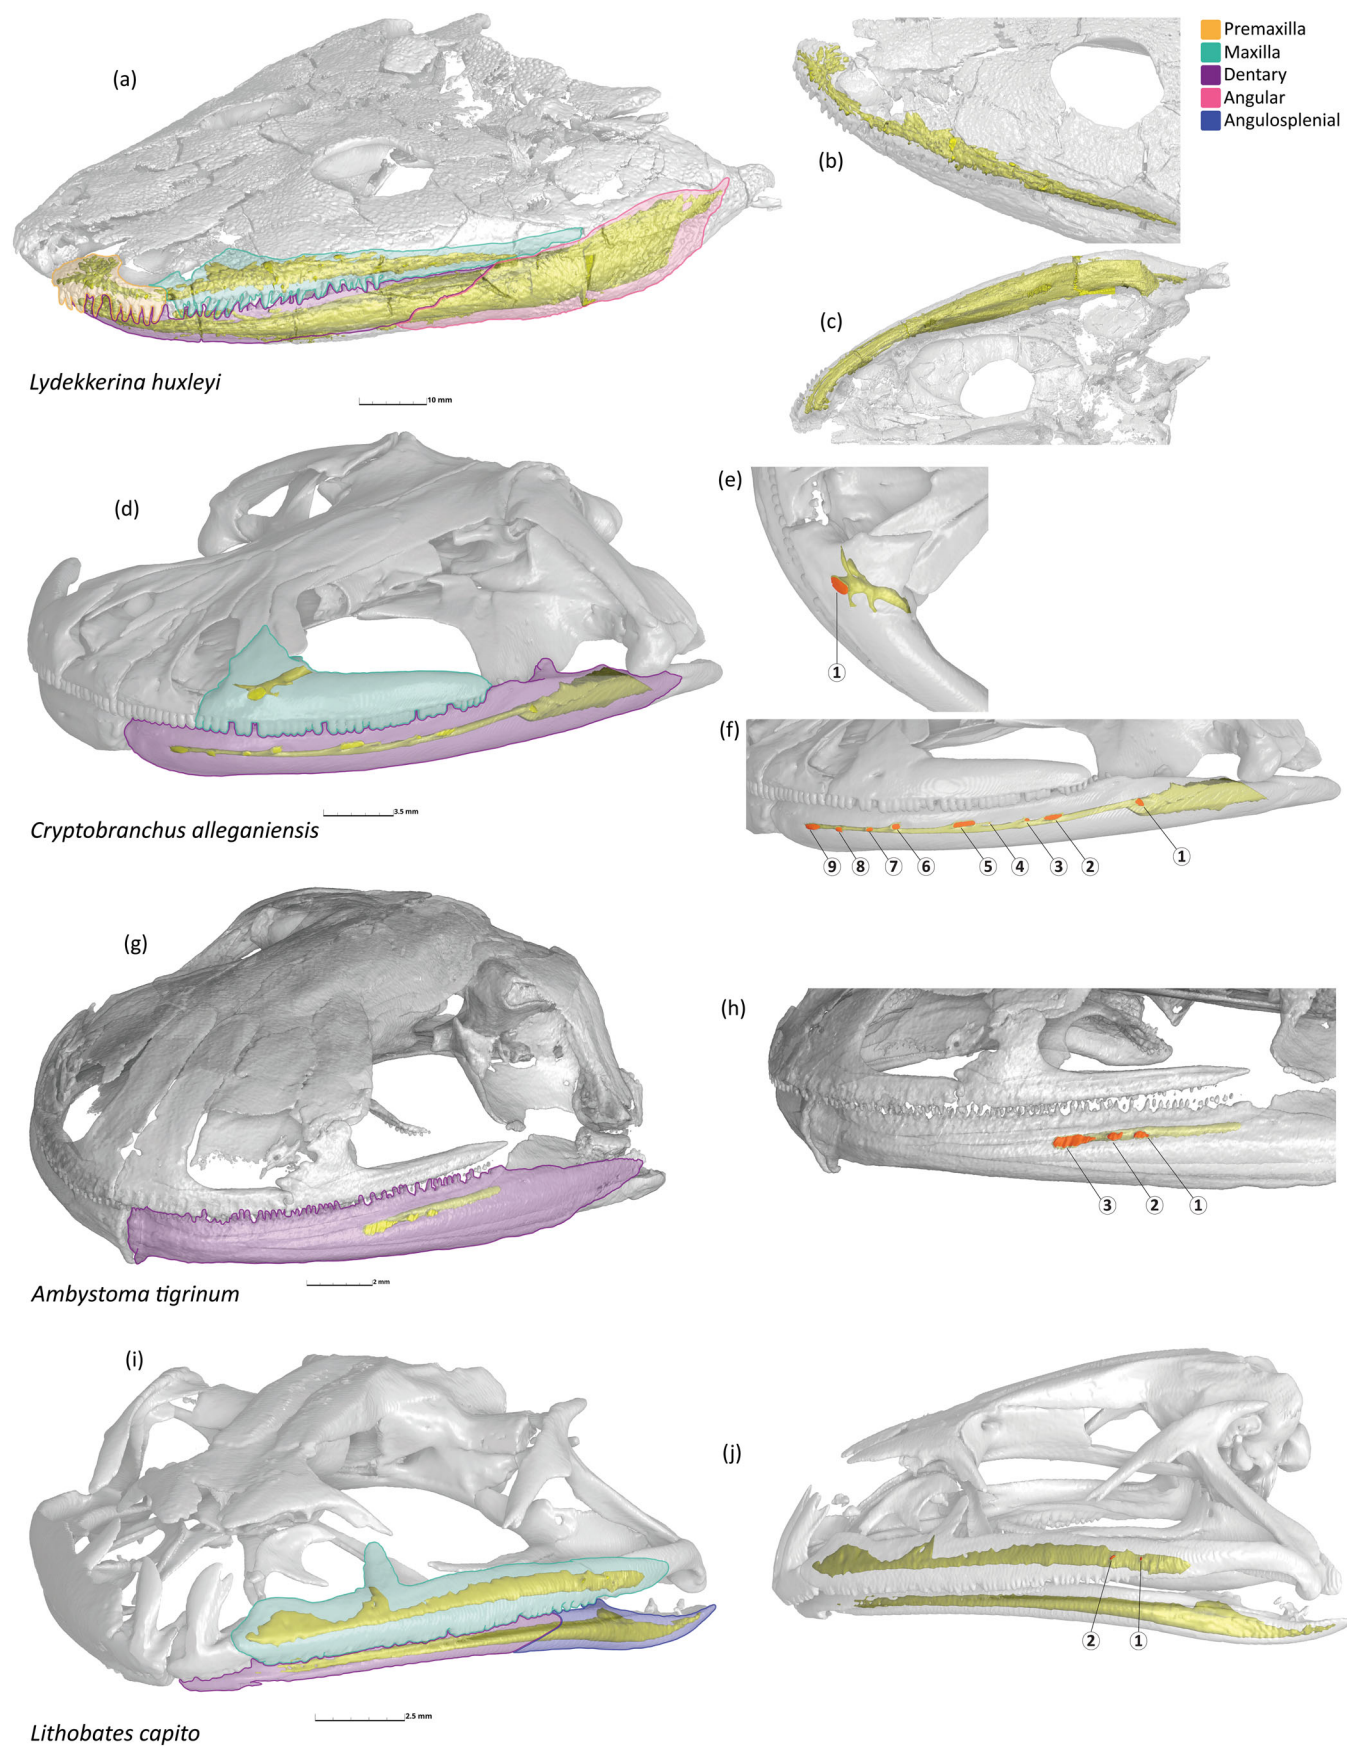 (a)
(b)
Premaxilla
Maxilla
Dentary
Angular
Angulosplenial
(c)
Lydekkerina huxleyi
10 mm
(d)
(e)
1
(f)
9 8 7 6 5 4 3 2 1
3.5 mm
Cryptobranchus alleganiensis
(g)
(h)
3 2 1
2 mm
Ambystoma tigrinum
(i)
(j)
2 1
2.5 mm
Lithobates capito